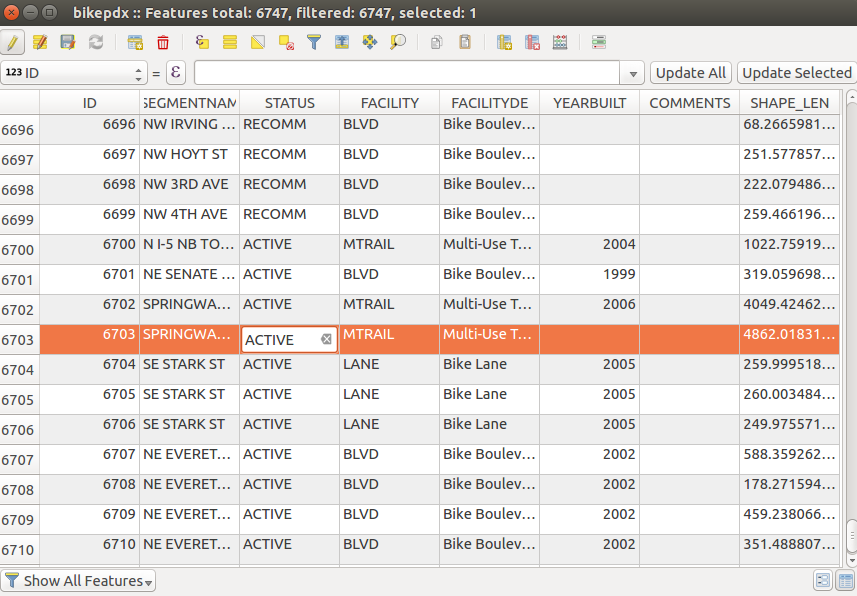 bikepdx :: Features total: 6747, filtered: 6747, selected: 1
123 ID = ε Update All Update Selected
ID SEGMENTNAM STATUS FACILITY FACILITYDE YEARBUILT COMMENTS SHAPE_LEN
6696 6696 NW IRVING ... RECOMM BLVD Bike Boulev... 68.2665981...
6697 6697 NW HOYT ST RECOMM BLVD Bike Boulev... 251.577857...
6698 6698 NW 3RD AVE RECOMM BLVD Bike Boulev... 222.079486...
6699 6699 NW 4TH AVE RECOMM BLVD Bike Boulev... 259.466196...
6700 6700 N I-5 NB TO... ACTIVE MTRAIL Multi-Use T... 2004 1022.75919...
6701 6701 NE SENATE ... ACTIVE BLVD Bike Boulev... 1999 319.059698...
6702 6702 SPRINGWA... ACTIVE MTRAIL Multi-Use T... 2006 4049.42462...
6703 6703 SPRINGWA... ACTIVE MTRAIL Multi-Use T... 4862.01831...
6704 6704 SE STARK ST ACTIVE LANE Bike Lane 2005 259.999518...
6705 6705 SE STARK ST ACTIVE LANE Bike Lane 2005 260.003484...
6706 6706 SE STARK ST ACTIVE LANE Bike Lane 2005 249.975571...
6707 6707 NE EVERET... ACTIVE BLVD Bike Boulev... 2002 588.359262...
6708 6708 NE EVERET... ACTIVE BLVD Bike Boulev... 2002 178.271594...
6709 6709 NE EVERET... ACTIVE BLVD Bike Boulev... 2002 459.238066...
6710 6710 NE EVERET... ACTIVE BLVD Bike Boulev... 2002 351.488807...
Show All Features